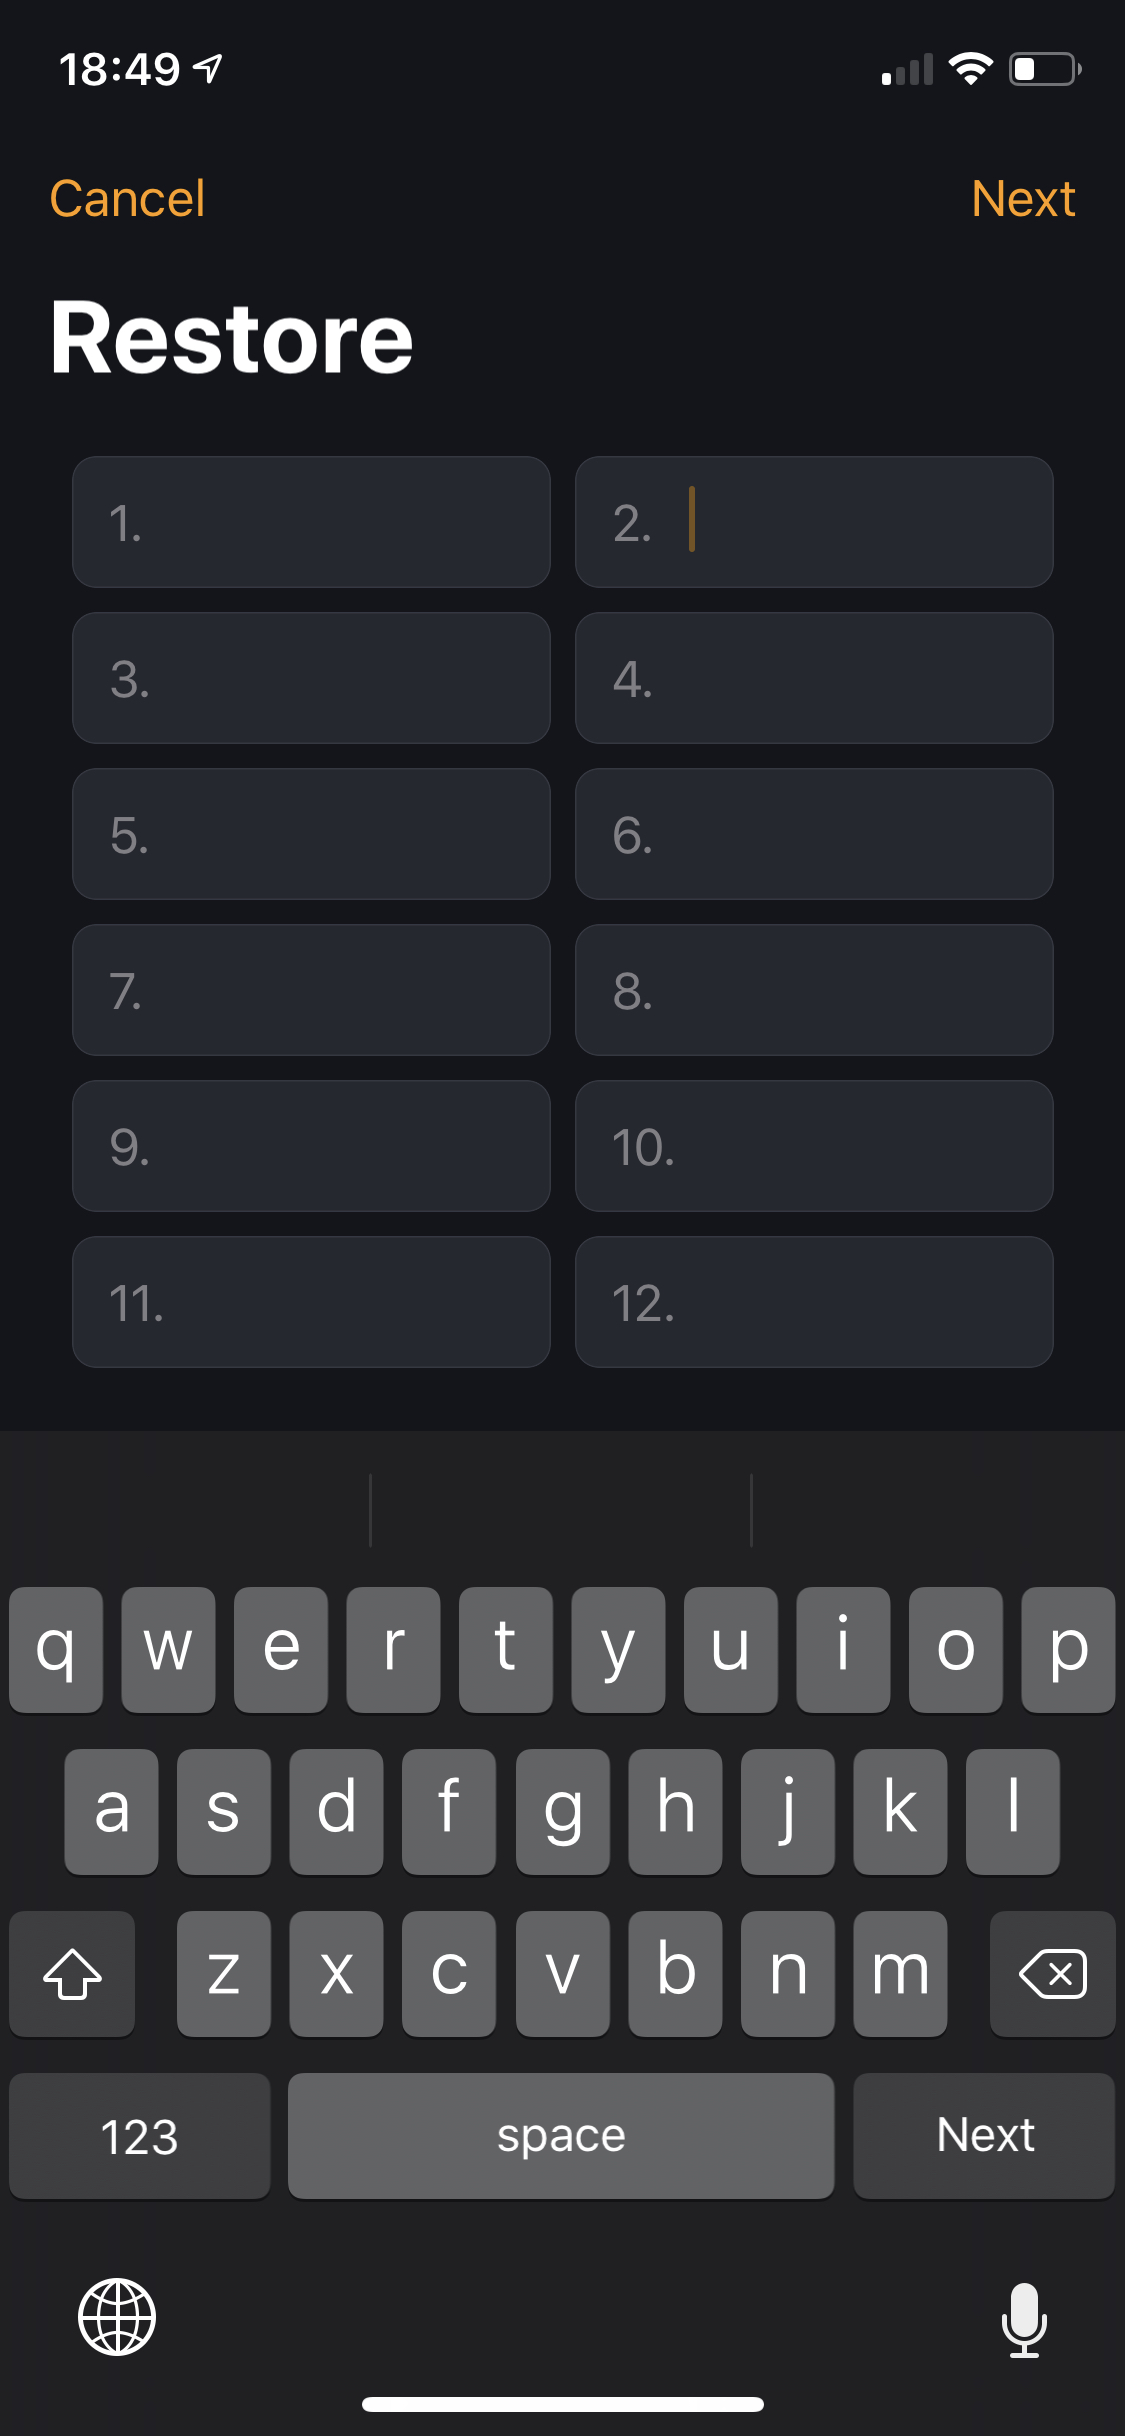 18:49
Cancel Next
Restore
1. 2.
3. 4.
5. 6.
7. 8.
9. 10.
11. 12.
q w e r t y u i o p
a s d f g h j k l
z x c v b n m
123 space Next